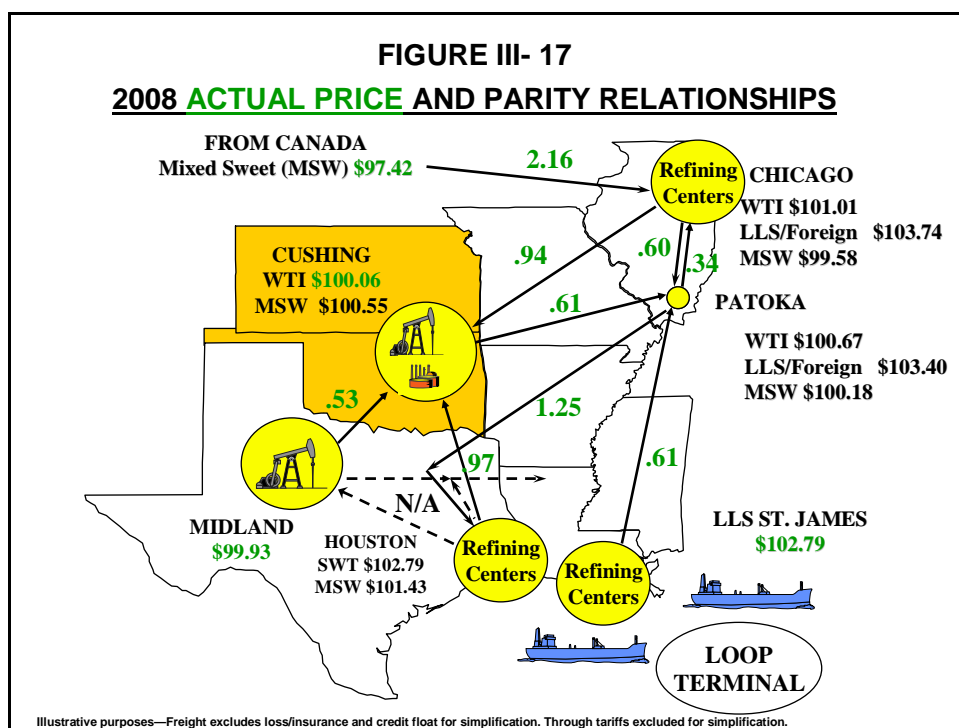 FIGURE III- 17
2008 ACTUAL PRICE AND PARITY RELATIONSHIPS
FROM CANADA
Mixed Sweet (MSW) $97.42
2.16
Refining
Centers
CHICAGO
WTI $101.01
LLS/Foreign $103.74
MSW $99.58
.94
.60
.34
CUSHING
WTI $100.06
MSW $100.55
.61
PATOKA
WTI $100.67
LLS/Foreign $103.40
MSW $100.18
.53
1.25
.97
.61
N/A
MIDLAND
$99.93
HOUSTON
SWT $102.79
MSW $101.43
Refining
Centers
Refining
Centers
LLS ST. JAMES
$102.79
LOOP
TERMINAL
Illustrative purposes—Freight excludes loss/insurance and credit float for simplification. Through tariffs excluded for simplification.